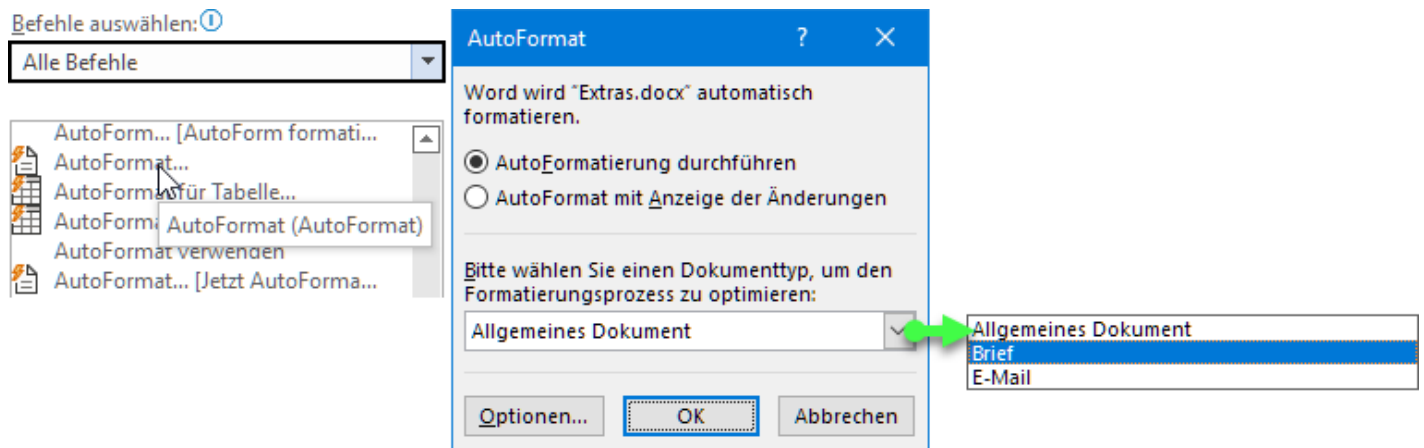 Befehle auswählen:
Alle Befehle
AutoForm... [AutoForm formati...
AutoFormat...
AutoFormat für Tabelle...
AutoForma
AutoFormat (AutoFormat)
AutoFormat verwenden
AutoFormat... [Jetzt AutoForma...
AutoFormat ?
Word wird "Extras.docx" automatisch
formatieren.
AutoFormatierung durchführen
AutoFormat mit Anzeige der Änderungen
Bitte wählen Sie einen Dokumenttyp, um den
Formatierungsprozess zu optimieren:
Allgemeines Dokument
Optionen... OK Abbrechen
Allgemeines Dokument
Brief
E-Mail